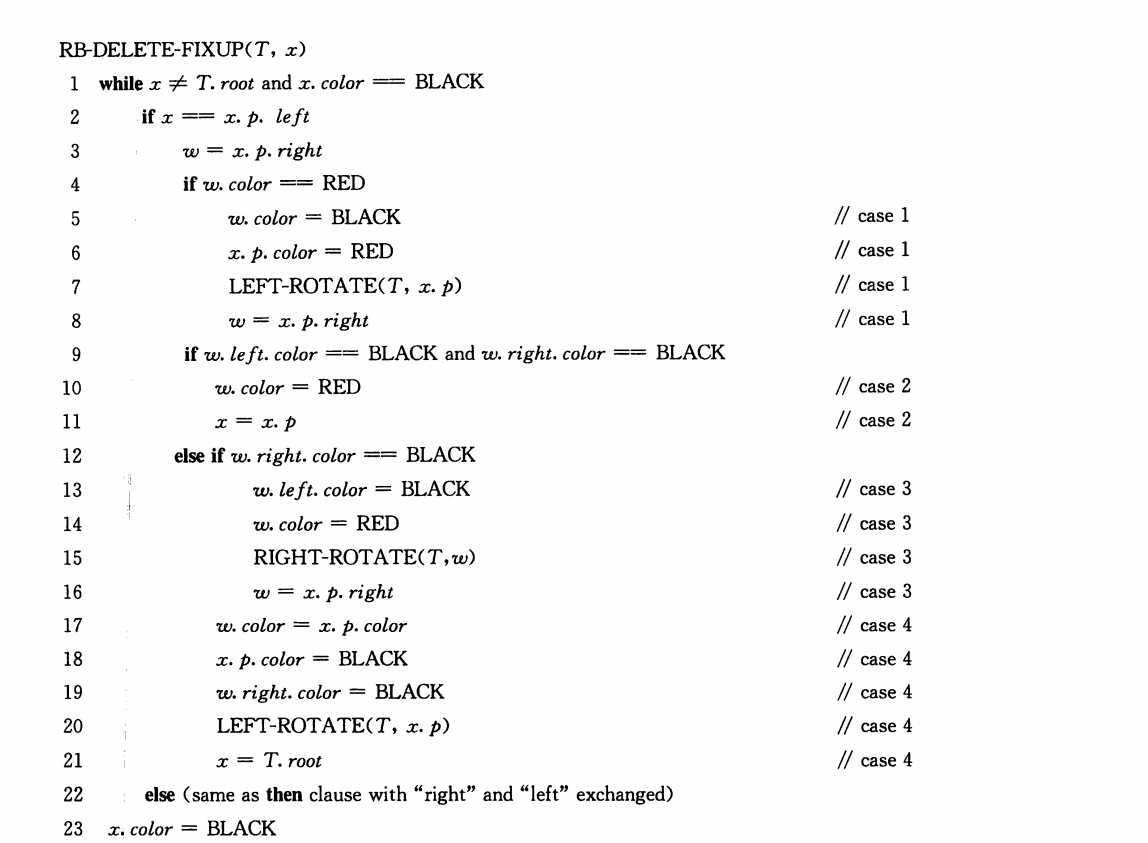 RB-DELETE-FIXUP(T, x)
1 while x ≠ T. root and x. color == BLACK
2 if x == x. p. left
3 w = x. p. right
4 if w. color == RED
5 w. color = BLACK // case 1
6 x. p. color = RED // case 1
7 LEFT-ROTATE(T, x. p) // case 1
8 w = x. p. right // case 1
9 if w. left. color == BLACK and w. right. color == BLACK
10 w. color = RED // case 2
11 x = x. p // case 2
12 else if w. right. color == BLACK
13 w. left. color = BLACK // case 3
14 w. color = RED // case 3
15 RIGHT-ROTATE(T,w) // case 3
16 w = x. p. right // case 3
17 w. color = x. p. color // case 4
18 x. p. color = BLACK // case 4
19 w. right. color = BLACK // case 4
20 LEFT-ROTATE(T, x. p) // case 4
21 x = T. root // case 4
22 else (same as then clause with “right” and “left” exchanged)
23 x. color = BLACK